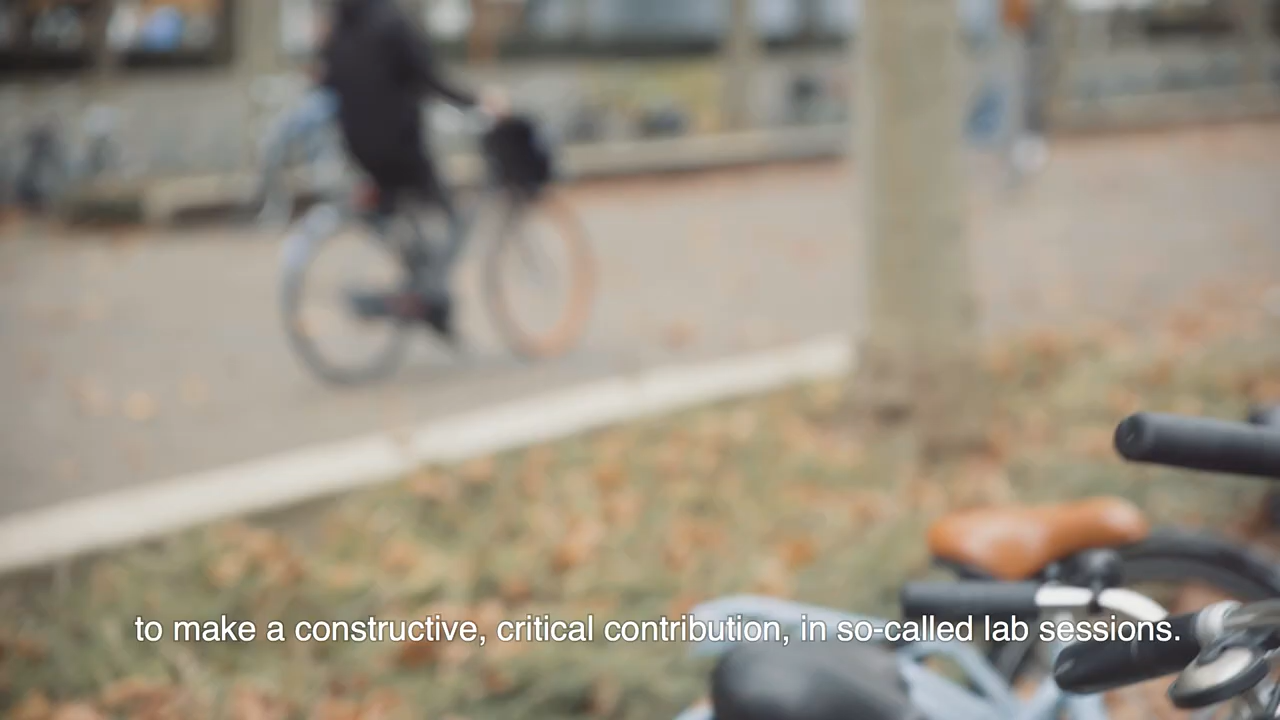 to make a constructive, critical contribution, in so-called lab sessions.